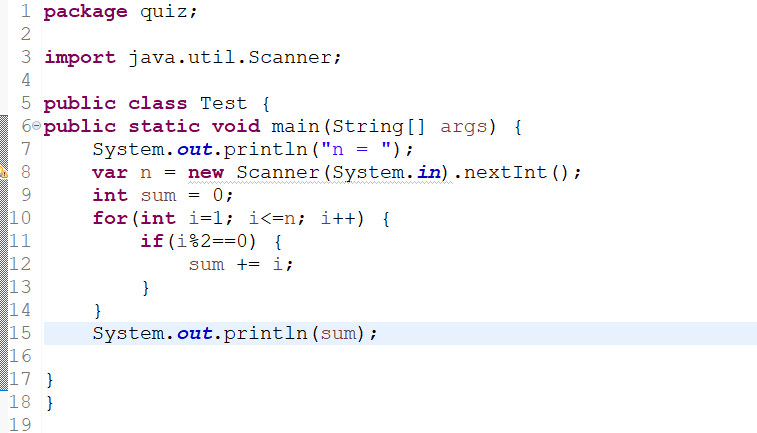 1 package quiz;
2
3 import java.util.Scanner;
4
5 public class Test {
6 public static void main(String[] args) {
7     System.out.println("n = ");
8     var n = new Scanner(System.in).nextInt();
9     int sum = 0;
10     for(int i=1; i<=n; i++) {
11         if(i%2==0) {
12             sum += i;
13         }
14     }
15     System.out.println(sum);
16
17 }
18 }
19